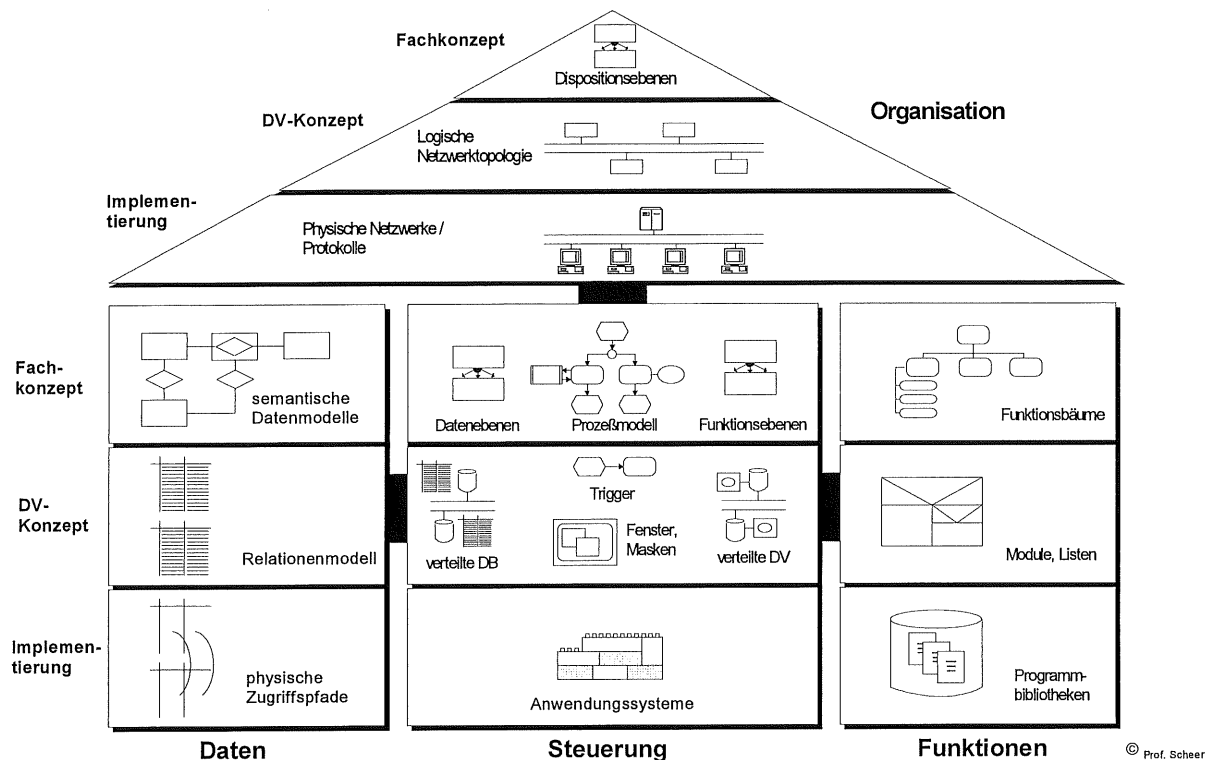 Fachkonzept
Dispositionsebenen
DV-Konzept
Organisation
Logische
Netzwerktopologie
Implemen-
tierung
Physische Netzwerke /
Protokolle
Fach-
konzept
semantische
Datenmodelle
Datenebenen
Prozeßmodell
Funktionsebenen
Funktionsbäume
DV-
Konzept
Relationenmodell
Trigger
Fenster,
Masken
verteilte DB
verteilte DV
Module, Listen
Implemen-
tierung
physische
Zugriffspfade
Anwendungssysteme
Programm-
bibliotheken
Daten
Steuerung
Funktionen
© Prof. Scheer